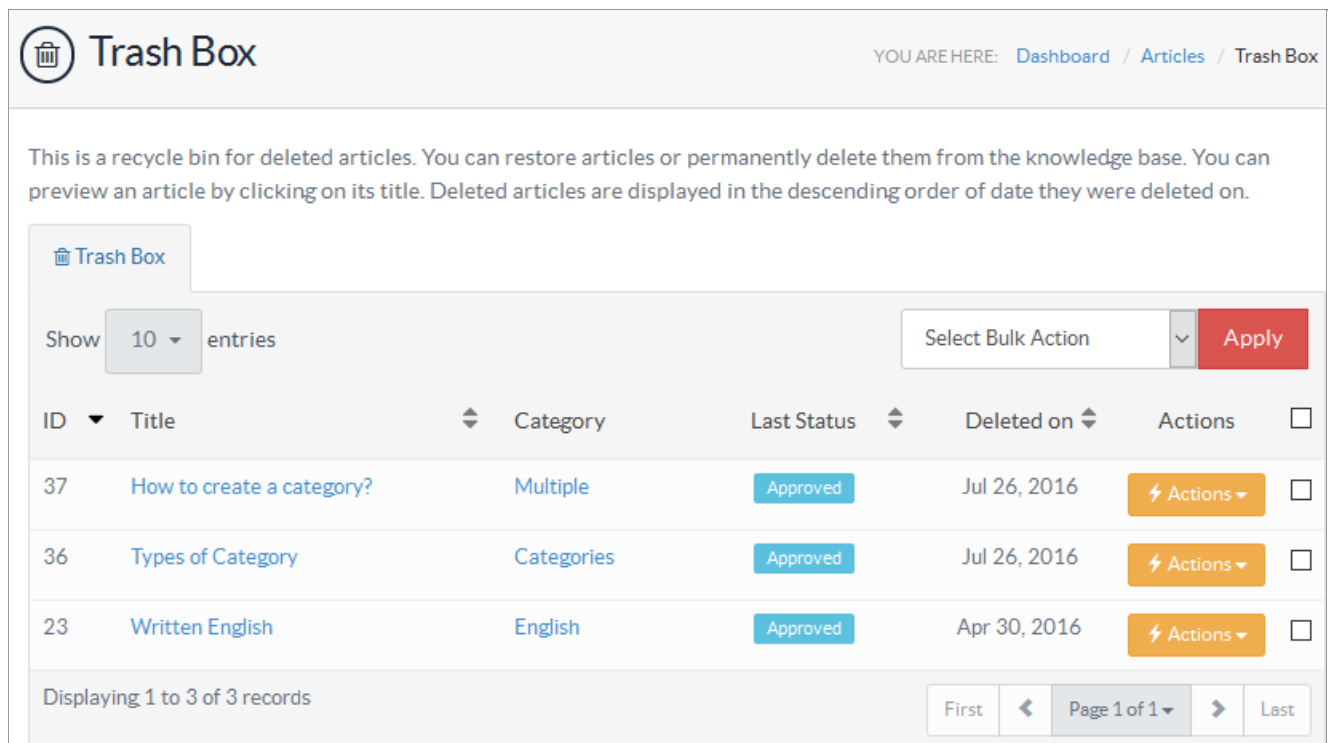 Trash Box
YOU ARE HERE: Dashboard / Articles / Trash Box
This is a recycle bin for deleted articles. You can restore articles or permanently delete them from the knowledge base. You can
preview an article by clicking on its title. Deleted articles are displayed in the descending order of date they were deleted on.
Trash Box
Show 10 entries
Select Bulk Action Apply
ID Title Category Last Status Deleted on Actions
37 How to create a category? Multiple Approved Jul 26, 2016 Actions
36 Types of Category Categories Approved Jul 26, 2016 Actions
23 Written English English Approved Apr 30, 2016 Actions
Displaying 1 to 3 of 3 records
First Page 1 of 1 Last